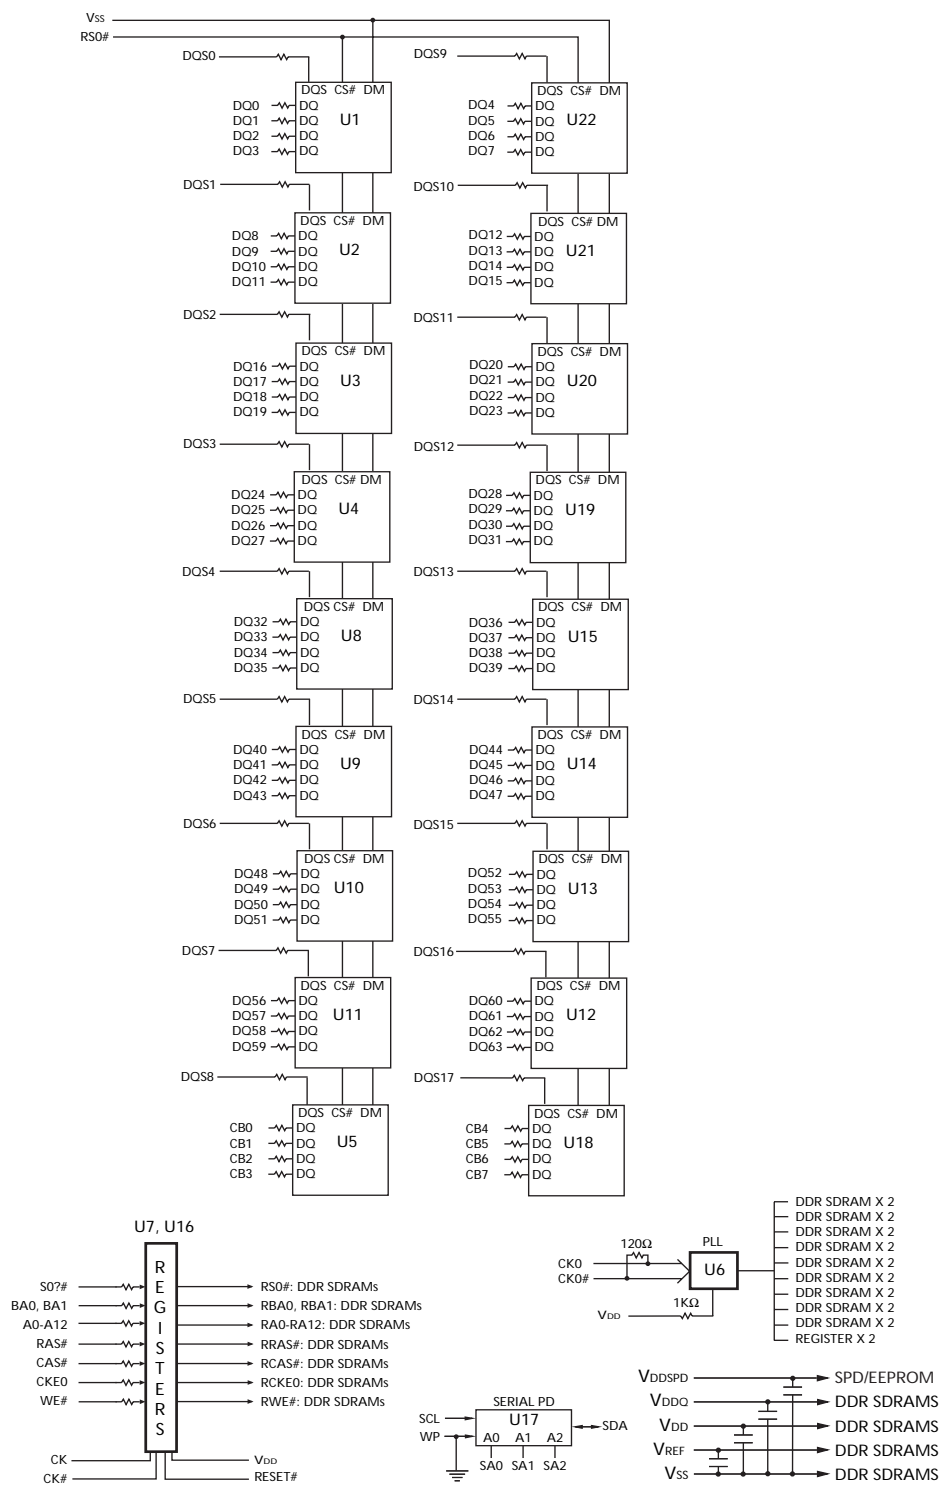 VSS
RS0#
DQS0 DQS9
DQS CS# DM DQS CS# DM
DQ0 DQ U1 DQ4 DQ U22
DQ1 DQ DQ5 DQ
DQ2 DQ DQ6 DQ
DQ3 DQ DQ7 DQ
DQS1 DQS10
DQS CS# DM DQS CS# DM
DQ8 DQ U2 DQ12 DQ U21
DQ9 DQ DQ13 DQ
DQ10 DQ DQ14 DQ
DQ11 DQ DQ15 DQ
DQS2 DQS11
DQS CS# DM DQS CS# DM
DQ16 DQ U3 DQ20 DQ U20
DQ17 DQ DQ21 DQ
DQ18 DQ DQ22 DQ
DQ19 DQ DQ23 DQ
DQS3 DQS12
DQS CS# DM DQS CS# DM
DQ24 DQ U4 DQ28 DQ U19
DQ25 DQ DQ29 DQ
DQ26 DQ DQ30 DQ
DQ27 DQ DQ31 DQ
DQS4 DQS13
DQS CS# DM DQS CS# DM
DQ32 DQ U8 DQ36 DQ U15
DQ33 DQ DQ37 DQ
DQ34 DQ DQ38 DQ
DQ35 DQ DQ39 DQ
DQS5 DQS14
DQS CS# DM DQS CS# DM
DQ40 DQ U9 DQ44 DQ U14
DQ41 DQ DQ45 DQ
DQ42 DQ DQ46 DQ
DQ43 DQ DQ47 DQ
DQS6 DQS15
DQS CS# DM DQS CS# DM
DQ48 DQ U10 DQ52 DQ U13
DQ49 DQ DQ53 DQ
DQ50 DQ DQ54 DQ
DQ51 DQ DQ55 DQ
DQS7 DQS16
DQS CS# DM DQS CS# DM
DQ56 DQ U11 DQ60 DQ U12
DQ57 DQ DQ61 DQ
DQ58 DQ DQ62 DQ
DQ59 DQ DQ63 DQ
DQS8 DQS17
DQS CS# DM DQS CS# DM
CB0 DQ U5 CB4 DQ U18
CB1 DQ CB5 DQ
CB2 DQ CB6 DQ
CB3 DQ CB7 DQ
U7, U16
REGISTERS
S0?# RS0#: DDR SDRAMs
BA0, BA1 RBA0, RBA1: DDR SDRAMs
A0-A12 RA0-RA12: DDR SDRAMs
RAS# RRAS#: DDR SDRAMs
CAS# RCAS#: DDR SDRAMs
CKE0 RCKE0: DDR SDRAMs
WE# RWE#: DDR SDRAMs
CK VDD
CK# RESET#
PLL
U6
120Ω
CK0
CK0#
1KΩ
VDD
DDR SDRAM X 2
DDR SDRAM X 2
DDR SDRAM X 2
DDR SDRAM X 2
DDR SDRAM X 2
DDR SDRAM X 2
DDR SDRAM X 2
DDR SDRAM X 2
DDR SDRAM X 2
REGISTER X 2
SERIAL PD
SCL U17 SDA
WP A0 A1 A2
SA0 SA1 SA2
VDDSPD SPD/EEPROM
VDDQ DDR SDRAMS
VDD DDR SDRAMS
VREF DDR SDRAMS
VSS DDR SDRAMS